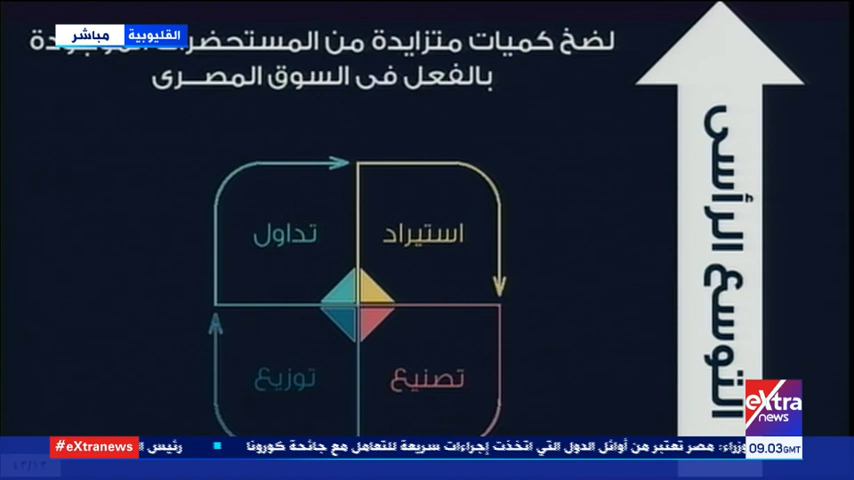 القليوبية مباشر
لضخ كميات متزايدة من المستحضرات
بالفعل فى السوق المصرى
التوسع الرأسى
استيراد
تداول
تصنيع
توزيع
eXtra
news
09.03 GMT
وزراء: مصر تعتبر من أوائل الدول التي اتخذت إجراءات سريعة للتعامل مع جائحة كورونا ■ رئيس
#eXtranews